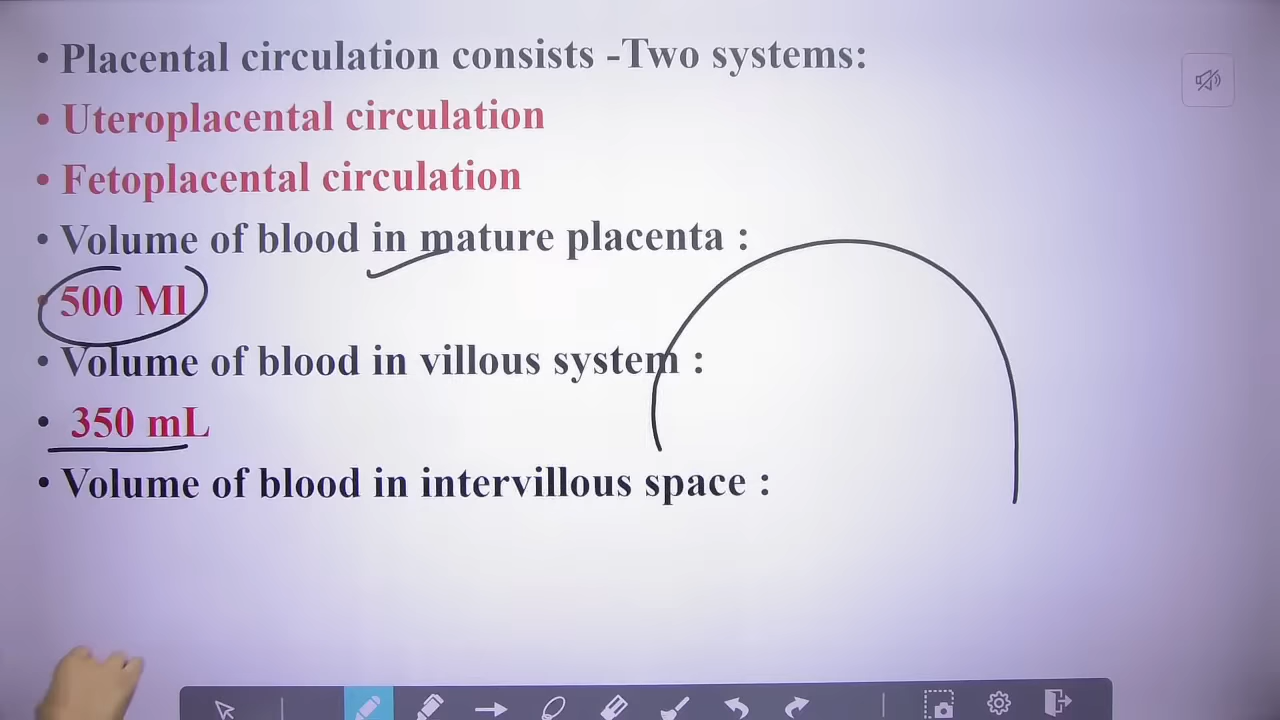 • Placental circulation consists -Two systems:
• Uteroplacental circulation
• Fetoplacental circulation
• Volume of blood in mature placenta :
• 500 Ml
• Volume of blood in villous system :
• 350 mL
• Volume of blood in intervillous space :